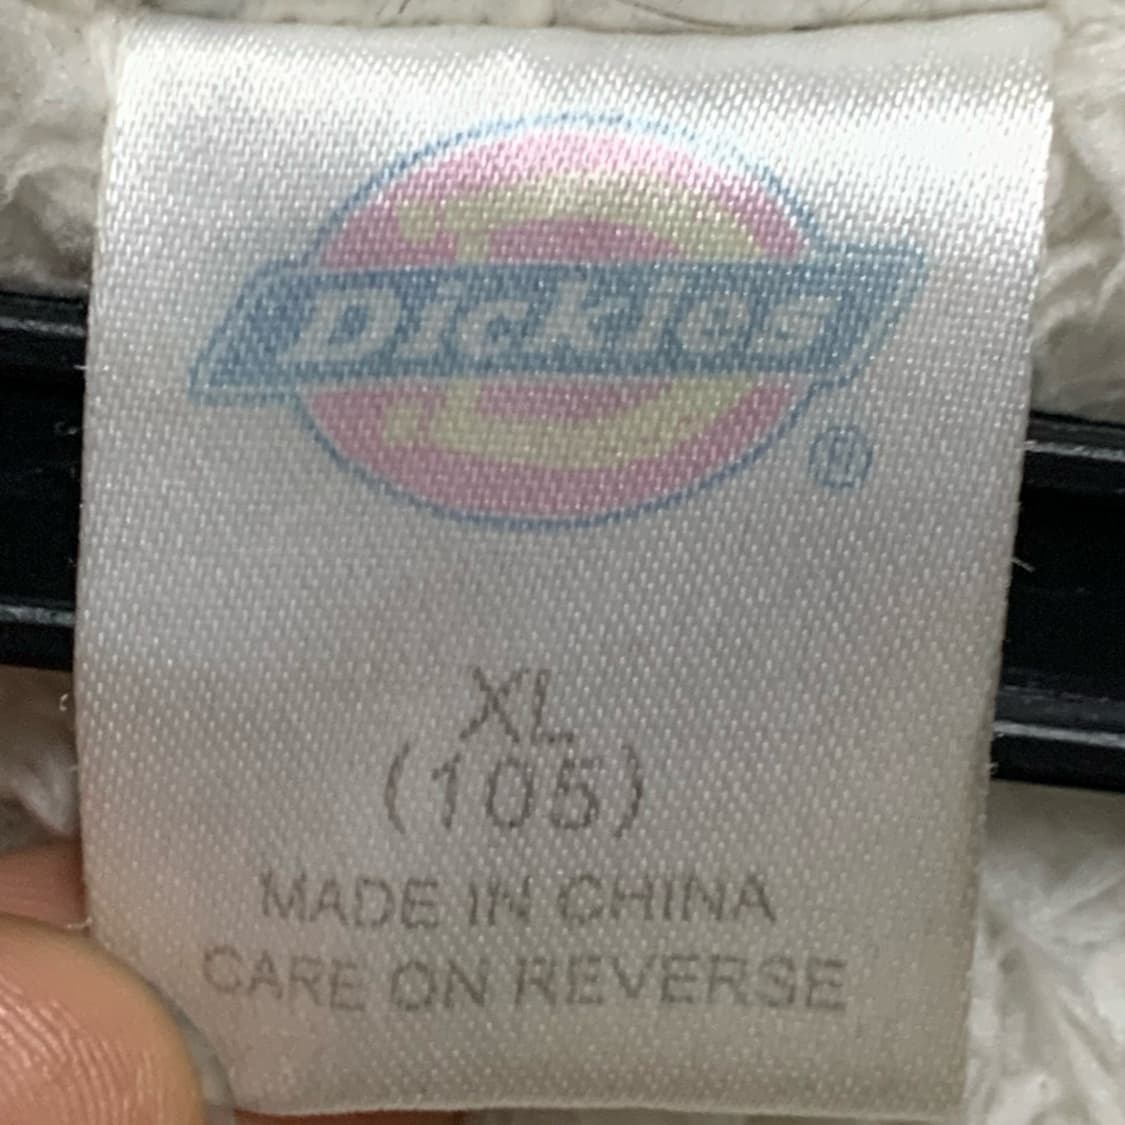 Dickies
®
XL
(105)
MADE IN CHINA
CARE ON REVERSE